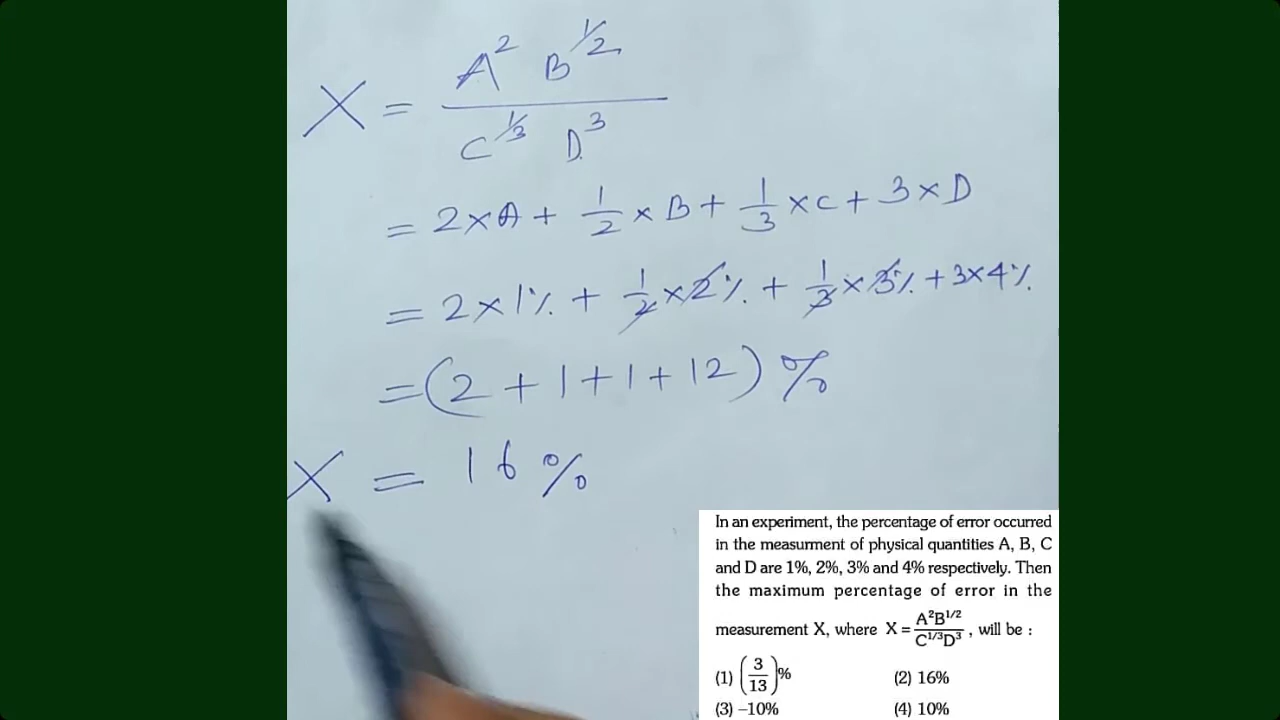 X = A² B^1/2 / C^1/3 D³
= 2×A + 1/2 × B + 1/3 × C + 3 × D
= 2 × 1% + 1/2 × 2% + 1/3 × 3% + 3×4%
= (2 + 1 + 1 + 12) %
X = 16 %
In an experiment, the percentage of error occurred
in the measurment of physical quantities A, B, C
and D are 1%, 2%, 3% and 4% respectively. Then
the maximum percentage of error in the
measurement X, where X = A²B^1/2 / C^1/3D³ , will be :
(1) (3/13)% (2) 16%
(3) –10% (4) 10%